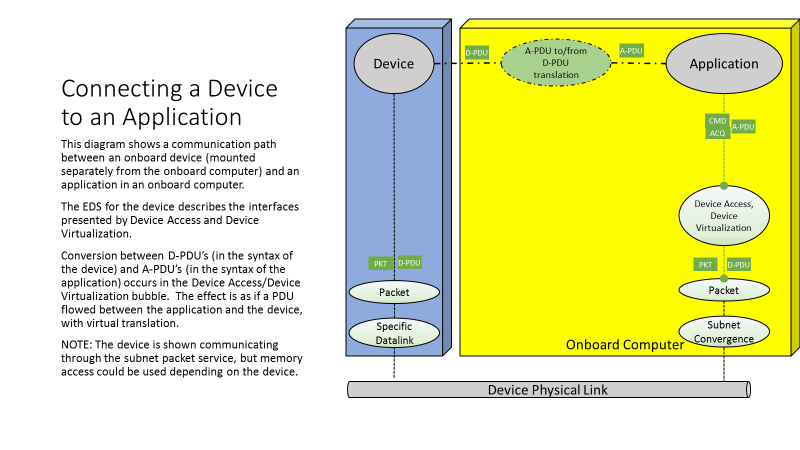 Connecting a Device
to an Application
This diagram shows a communication path
between an onboard device (mounted
separately from the onboard computer) and an
application in an onboard computer.
The EDS for the device describes the interfaces
presented by Device Access and Device
Virtualization.
Conversion between D-PDU's (in the syntax of
the device) and A-PDU's (in the syntax of the
application) occurs in the Device Access/Device
Virtualization bubble.  The effect is as if a PDU
flowed between the application and the device,
with virtual translation.
NOTE: The device is shown communicating
through the subnet packet service, but memory
access could be used depending on the device.
Device
D-PDU
A-PDU to/from
D-PDU
translation
A-PDU
Application
CMD
ACQ
A-PDU
Device Access,
Device
Virtualization
PKT
D-PDU
PKT
D-PDU
Packet
Packet
Specific
Datalink
Subnet
Convergence
Onboard Computer
Device Physical Link